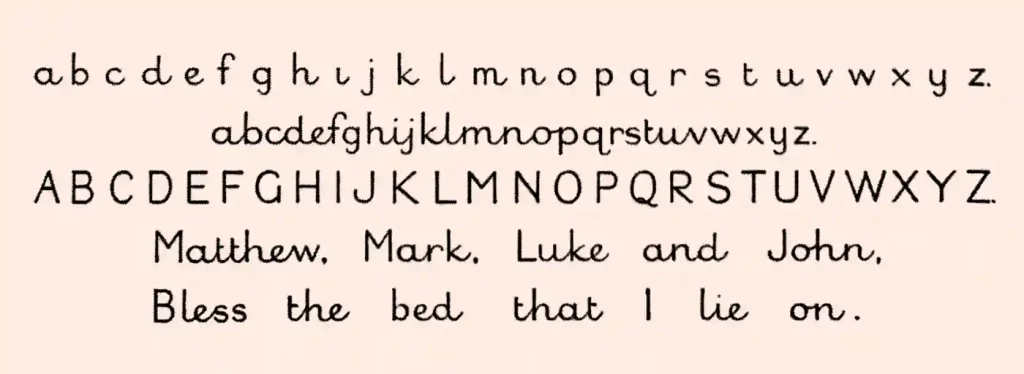 a b c d e f g h i j k l m n o p q r s t u v w x y z.
abcdefghijklmnopqrstuvwxyz.
A B C D E F G H I J K L M N O P Q R S T U V W X Y Z.
Matthew, Mark, Luke and John,
Bless the bed that I lie on.